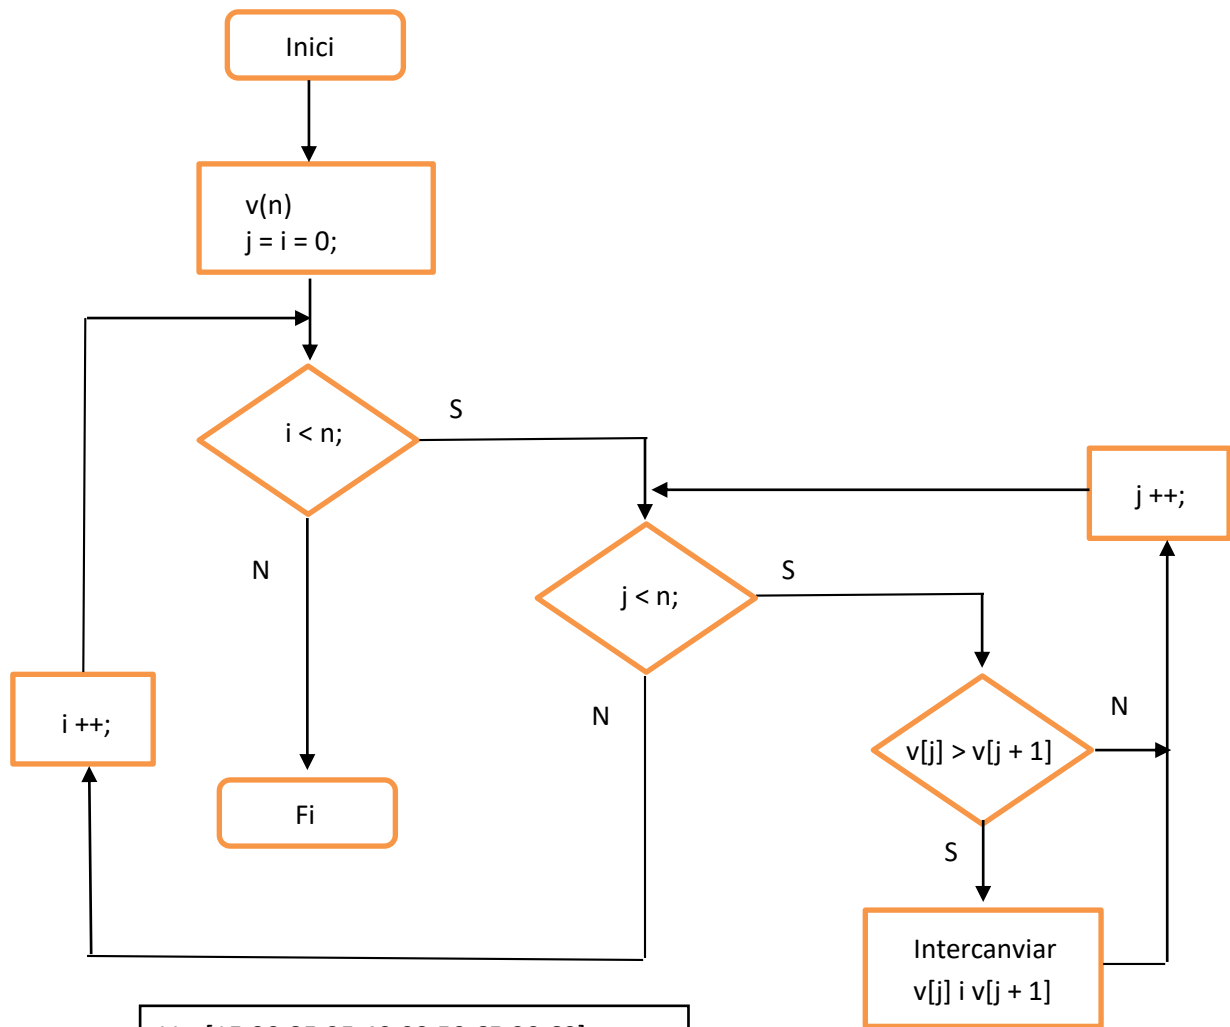 Inici
v(n)
j = i = 0;
i < n;
S
N
j ++;
j < n;
S
N
i ++;
v[j] > v[j + 1]
N
S
Fi
Intercanviar
v[j] i v[j + 1]